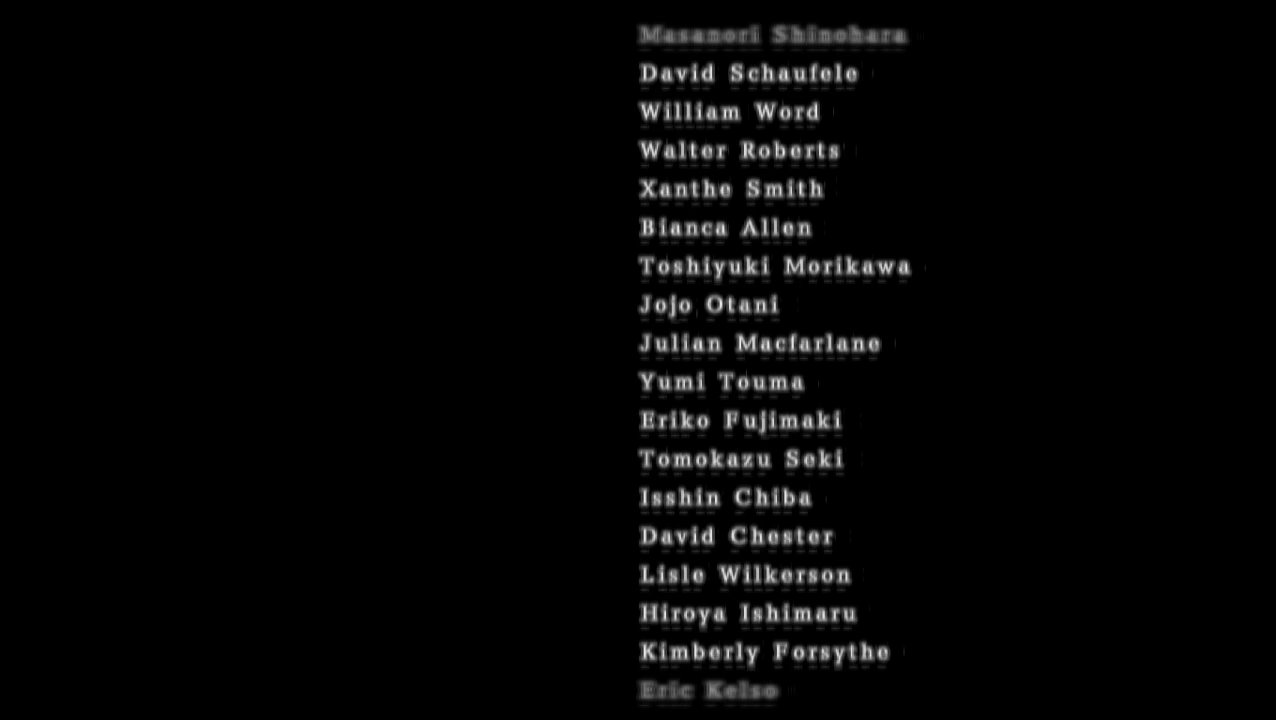 Masanori Shinohara
David Schaufele
William Word
Walter Roberts
Xanthe Smith
Bianca Allen
Toshiyuki Morikawa
Jojo Otani
Julian Macfarlane
Yumi Touma
Eriko Fujimaki
Tomokazu Seki
Isshin Chiba
David Chester
Lisle Wilkerson
Hiroya Ishimaru
Kimberly Forsythe
Eric Kelso